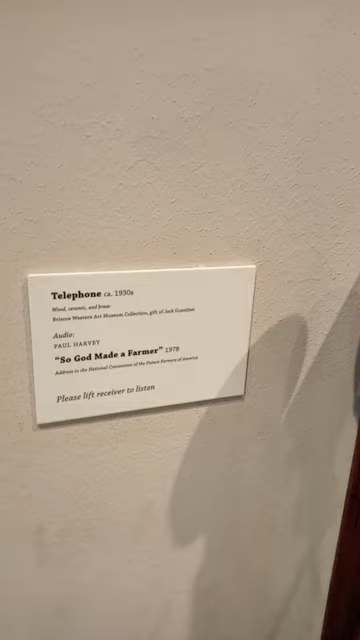 Telephone ca. 1930s
Wood, ceramic, and brass
Briscoe Western Art Museum Collection, gift of Jack Guenther
Audio:
PAUL HARVEY
"So God Made a Farmer" 1978
Address to the National Convention of the Future Farmers of America
Please lift receiver to listen